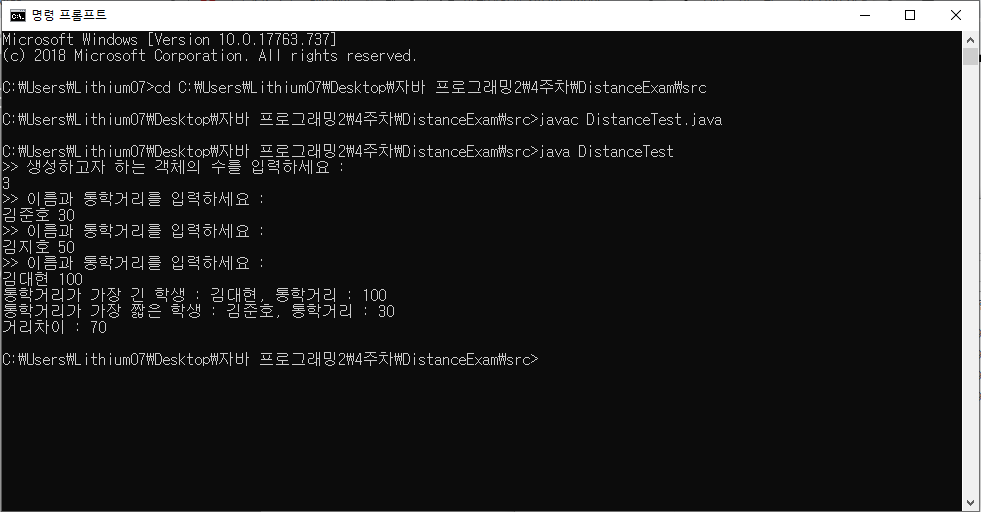 명령 프롬프트
Microsoft Windows [Version 10.0.17763.737]
(c) 2018 Microsoft Corporation. All rights reserved.
C:₩Users₩Lithium07>cd C:₩Users₩Lithium07₩Desktop₩자바 프로그래밍2₩4주차₩DistanceExam₩src
C:₩Users₩Lithium07₩Desktop₩자바 프로그래밍2₩4주차₩DistanceExam₩src>javac DistanceTest.java
C:₩Users₩Lithium07₩Desktop₩자바 프로그래밍2₩4주차₩DistanceExam₩src>java DistanceTest
>> 생성하고자 하는 객체의 수를 입력하세요 :
3
>> 이름과 통학거리를 입력하세요 :
김준호 30
>> 이름과 통학거리를 입력하세요 :
김지호 50
>> 이름과 통학거리를 입력하세요 :
김대현 100
통학거리가 가장 긴 학생 : 김대현, 통학거리 : 100
통학거리가 가장 짧은 학생 : 김준호, 통학거리 : 30
거리차이 : 70
C:₩Users₩Lithium07₩Desktop₩자바 프로그래밍2₩4주차₩DistanceExam₩src>